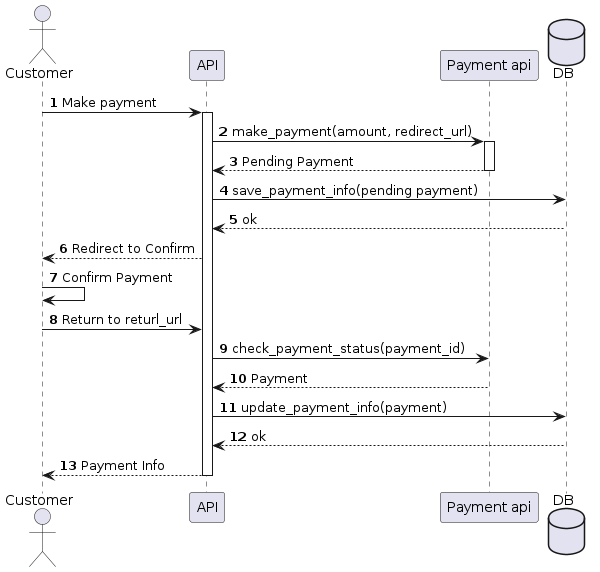 Customer
API
Payment api
DB
1 Make payment
2 make_payment(amount, redirect_url)
3 Pending Payment
4 save_payment_info(pending payment)
5 ok
6 Redirect to Confirm
7 Confirm Payment
8 Return to returl_url
9 check_payment_status(payment_id)
10 Payment
11 update_payment_info(payment)
12 ok
13 Payment Info
Customer
API
Payment api
DB